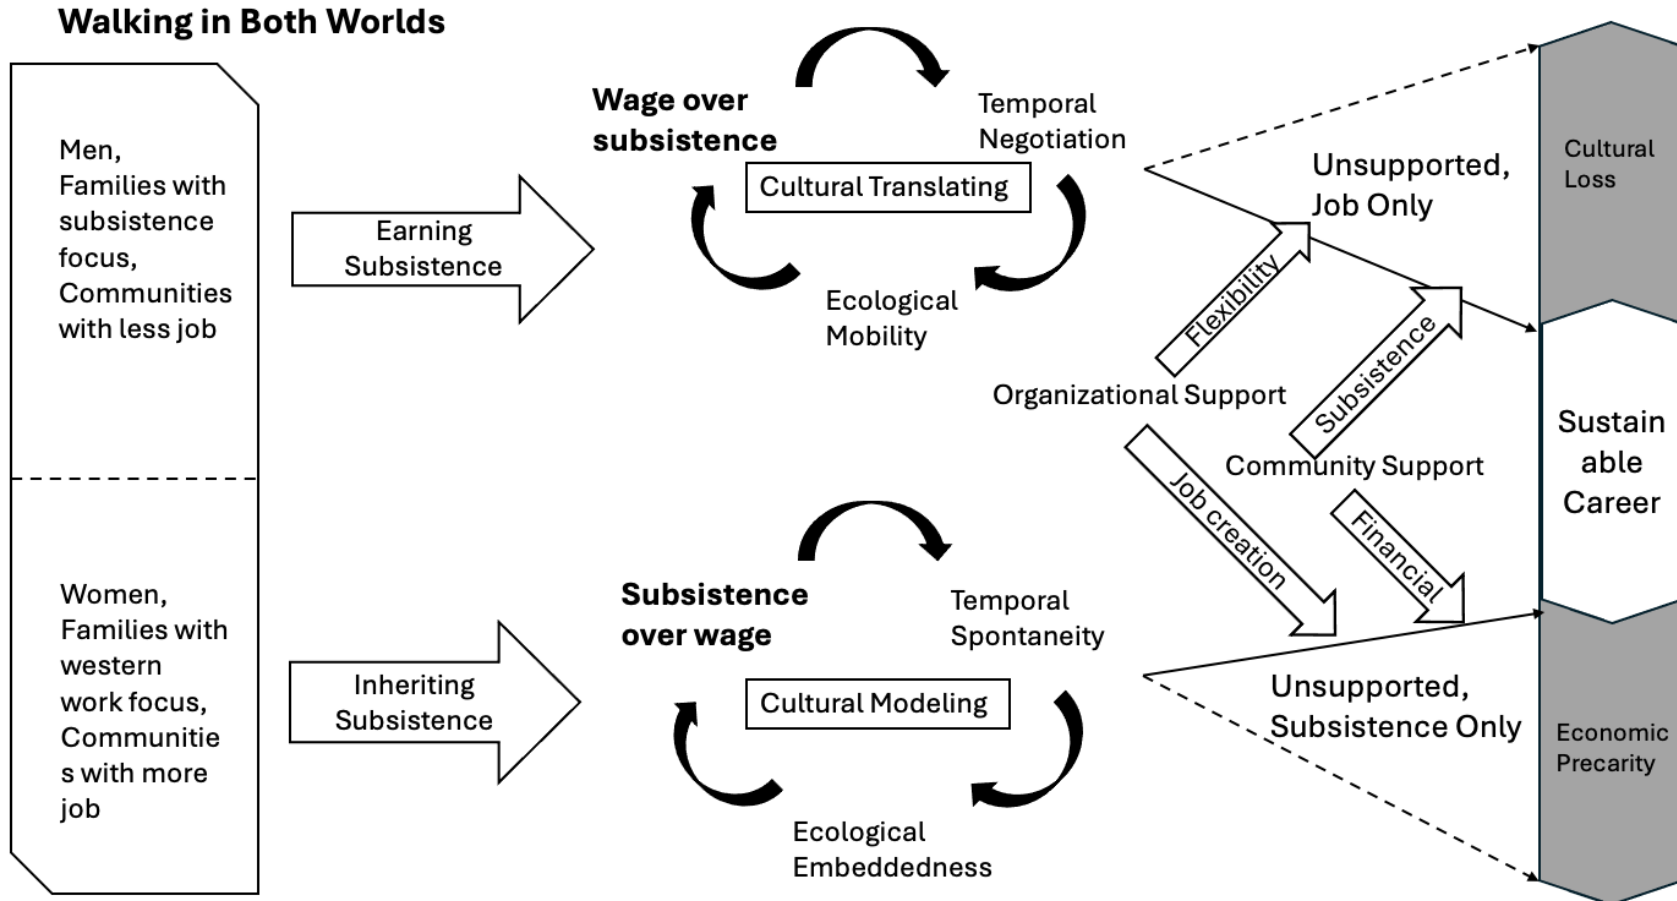 Walking in Both Worlds
Men,
Families with
subsistence
focus,
Communities
with less job
Women,
Families with
western
work focus,
Communitie
s with more
job
Earning
Subsistence
Inheriting
Subsistence
Wage over
subsistence
Temporal
Negotiation
Cultural Translating
Ecological
Mobility
Subsistence
over wage
Temporal
Spontaneity
Cultural Modeling
Ecological
Embeddedness
Unsupported,
Job Only
Flexibility
Organizational Support
Subsistence
Community Support
Job creation
Financial
Unsupported,
Subsistence Only
Cultural
Loss
Sustain
able
Career
Economic
Precarity